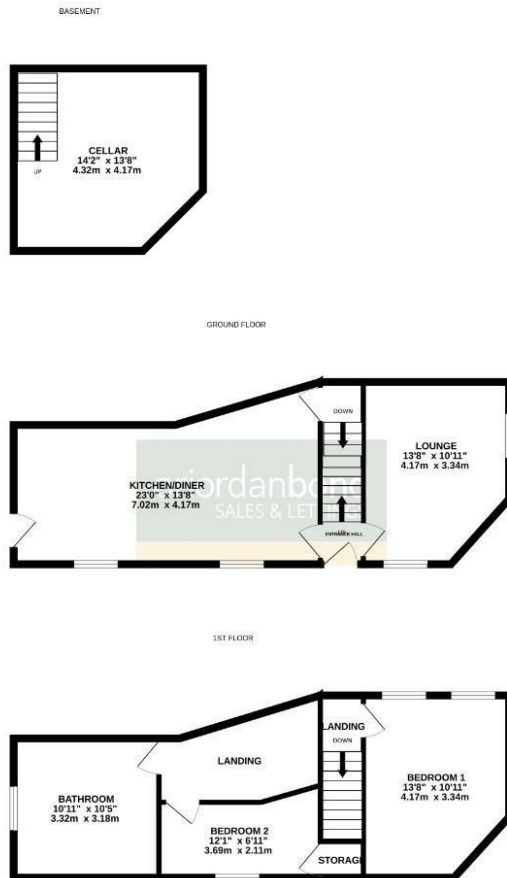 BASEMENT
CELLAR
14'2" x 13'8"
4.32m x 4.17m
UP
GROUND FLOOR
DOWN
LOUNGE
13'8" x 10'11"
4.17m x 3.34m
KITCHEN/DINER
23'0" x 13'8"
7.02m x 4.17m
jordanbond
SALES & LETTINGS
UP
ENTRANCE HALL
1ST FLOOR
LANDING
DOWN
LANDING
BEDROOM 1
13'8" x 10'11"
4.17m x 3.34m
BATHROOM
10'11" x 10'5"
3.32m x 3.18m
BEDROOM 2
12'1" x 6'11"
3.69m x 2.11m
STORAGE